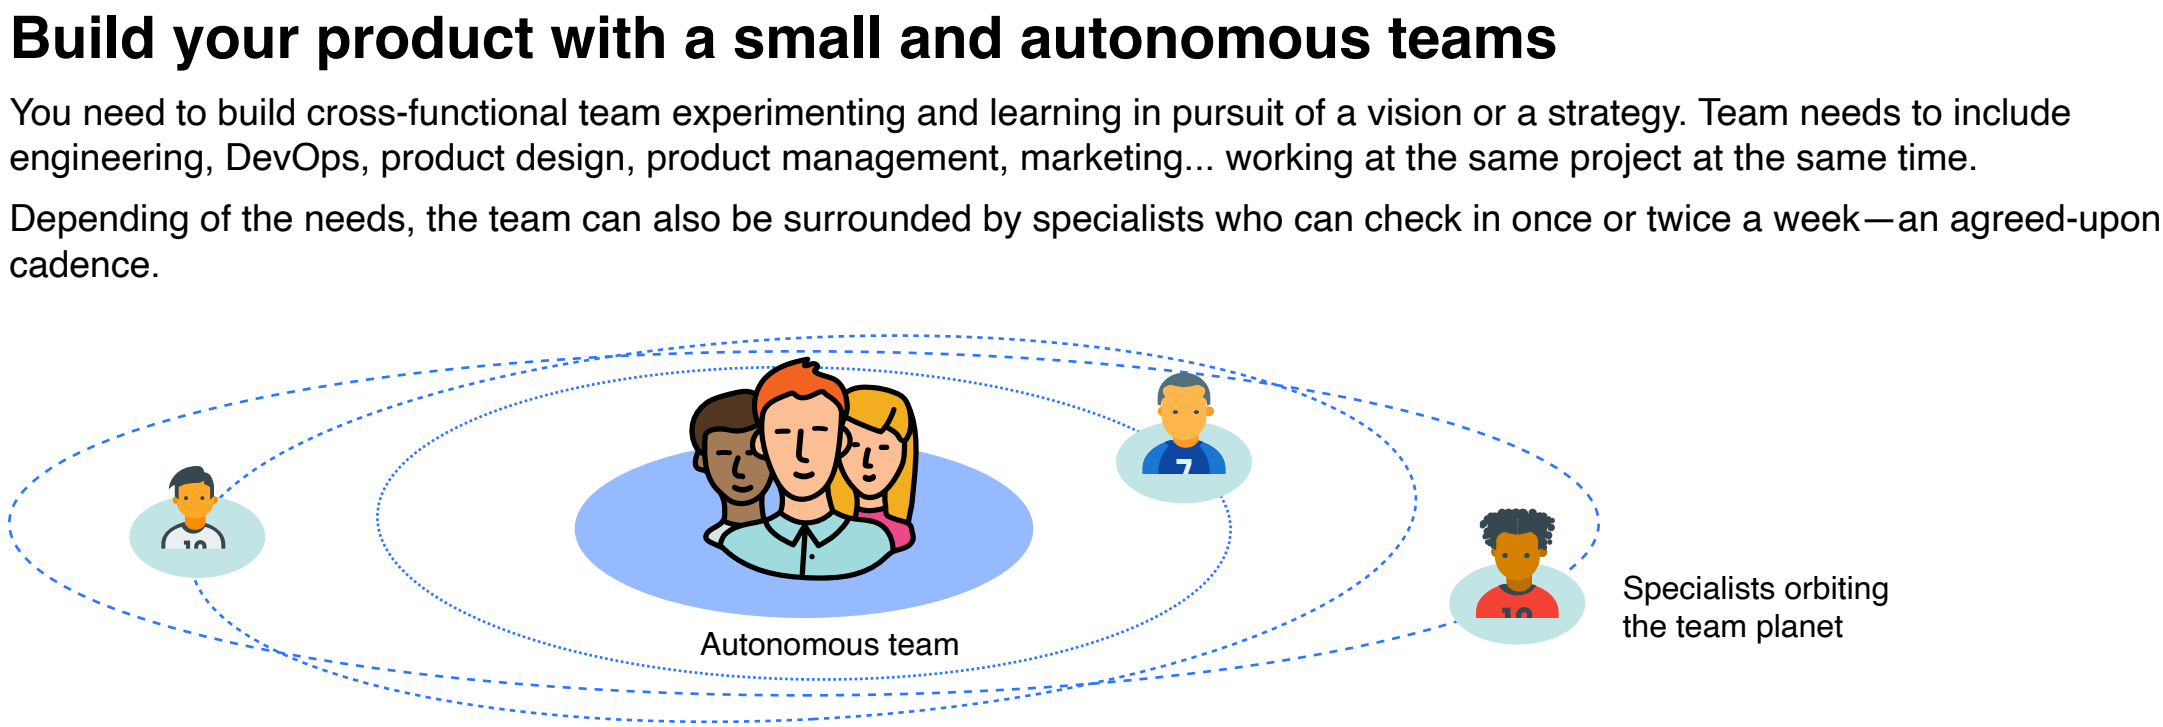 Build your product with a small and autonomous teams
You need to build cross-functional team experimenting and learning in pursuit of a vision or a strategy. Team needs to include
engineering, DevOps, product design, product management, marketing... working at the same project at the same time.
Depending of the needs, the team can also be surrounded by specialists who can check in once or twice a week—an agreed-upon
cadence.
7
10
10
Specialists orbiting
the team planet
Autonomous team